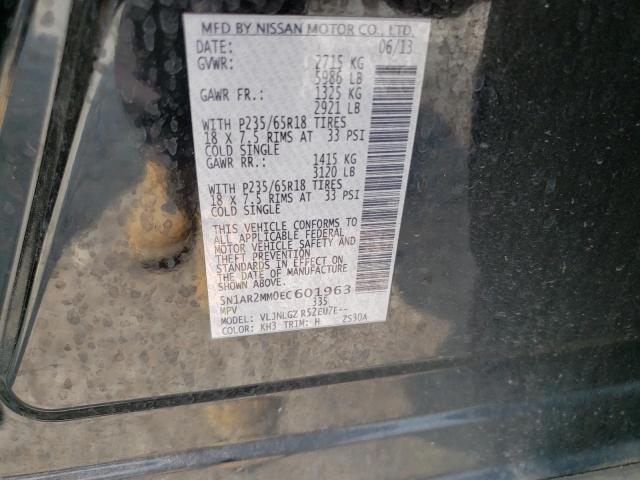 MFD BY NISSAN MOTOR CO., LTD.
DATE: 06/13
GVWR: 2715 KG
5986 LB
GAWR FR.: 1325 KG
2921 LB
WITH P235/65R18 TIRES
18 X 7.5 RIMS AT 33 PSI
COLD SINGLE
GAWR RR.: 1415 KG
3120 LB
WITH P235/65R18 TIRES
18 X 7.5 RIMS AT 33 PSI
COLD SINGLE
THIS VEHICLE CONFORMS TO
ALL APPLICABLE FEDERAL
MOTOR VEHICLE SAFETY AND
THEFT PREVENTION
STANDARDS IN EFFECT ON
THE DATE OF MANUFACTURE
SHOWN ABOVE.
5N1AR2MM0EC601963
MPV 335
MODEL: VLJNLGZ R52EU7E--
COLOR: KH3 TRIM: H ZS30A